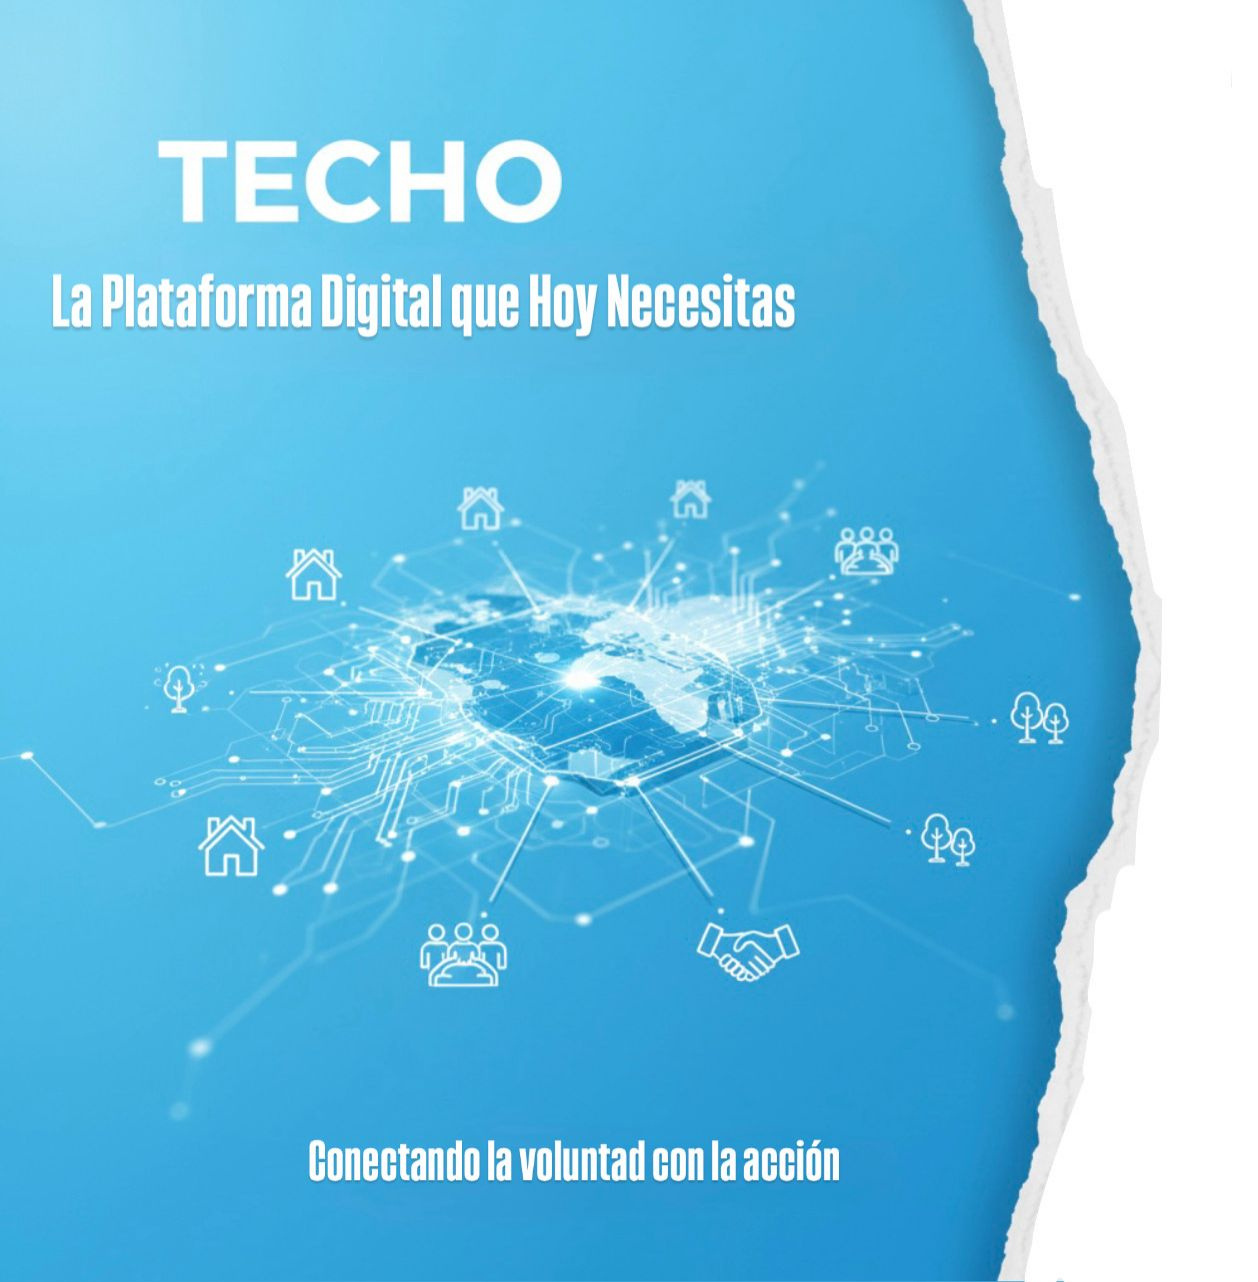 TECHO
La Plataforma Digital que Hoy Necesitas
Conectando la voluntad con la acción